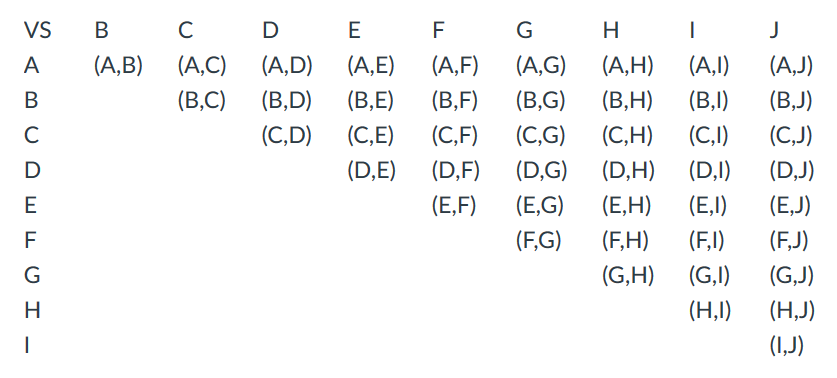 VS B C D E F G H I J
A (A,B) (A,C) (A,D) (A,E) (A,F) (A,G) (A,H) (A,I) (A,J)
B (B,C) (B,D) (B,E) (B,F) (B,G) (B,H) (B,I) (B,J)
C (C,D) (C,E) (C,F) (C,G) (C,H) (C,I) (C,J)
D (D,E) (D,F) (D,G) (D,H) (D,I) (D,J)
E (E,F) (E,G) (E,H) (E,I) (E,J)
F (F,G) (F,H) (F,I) (F,J)
G (G,H) (G,I) (G,J)
H (H,I) (H,J)
I (I,J)